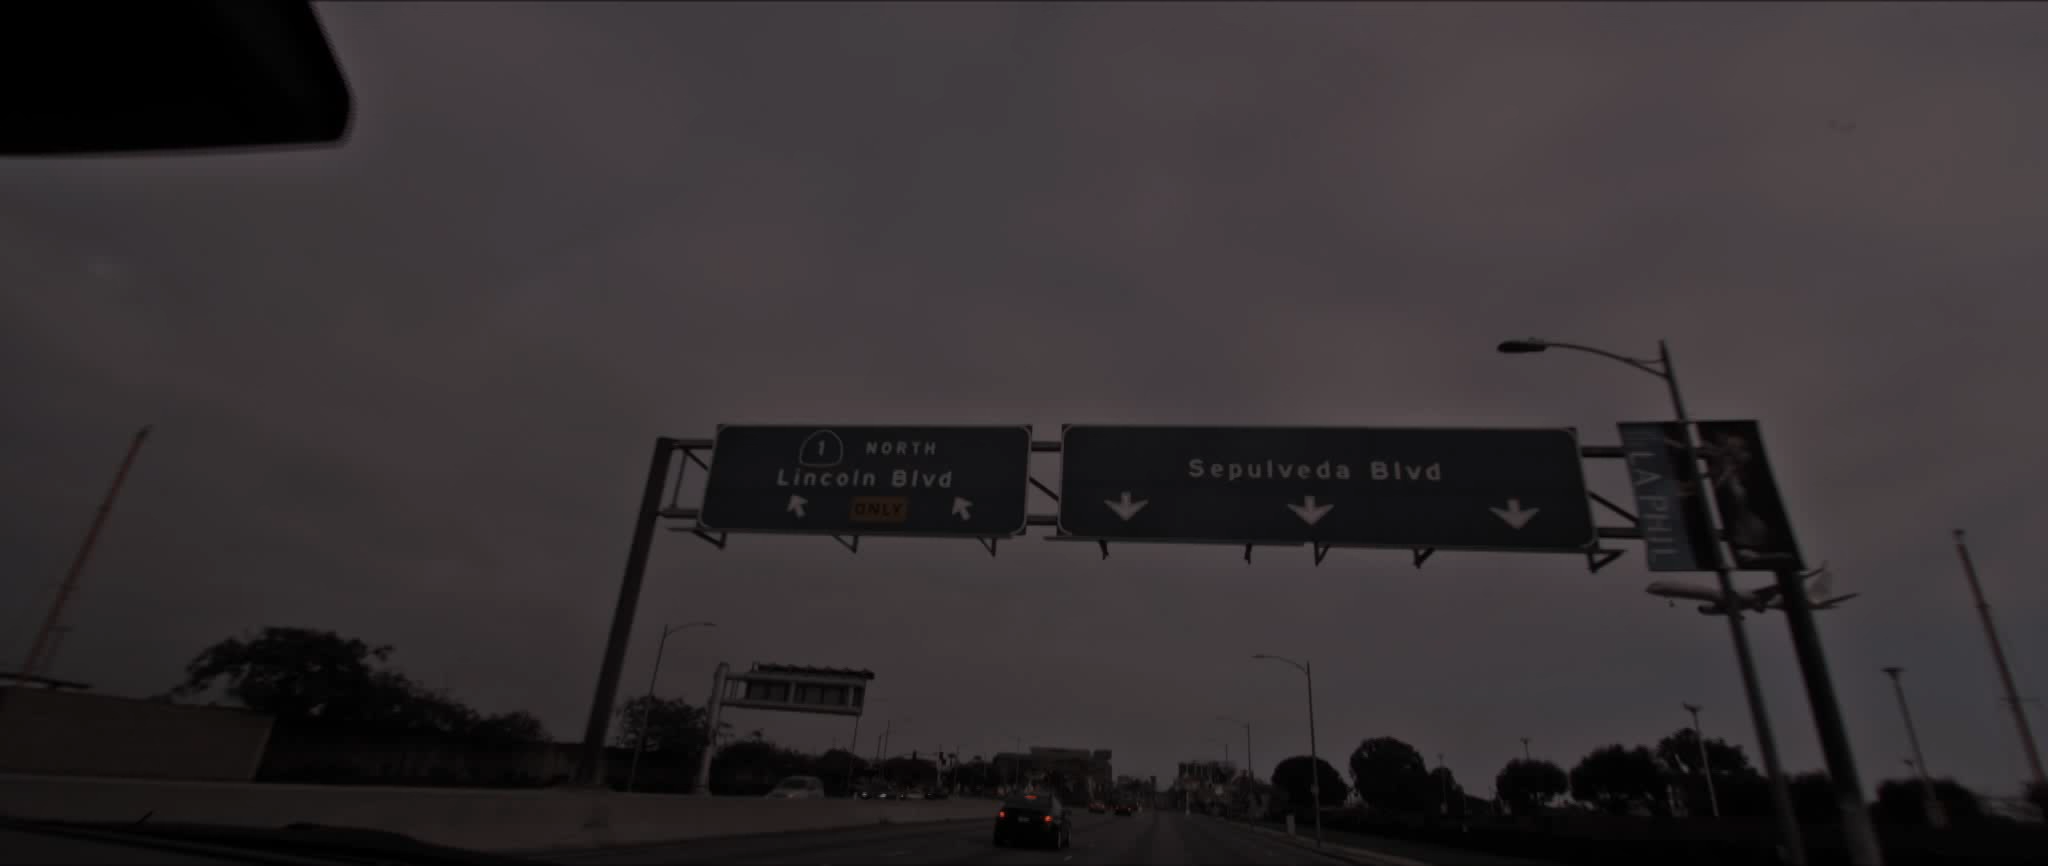 1 NORTH
Lincoln Blvd
ONLY
Sepulveda Blvd
LA PHIL